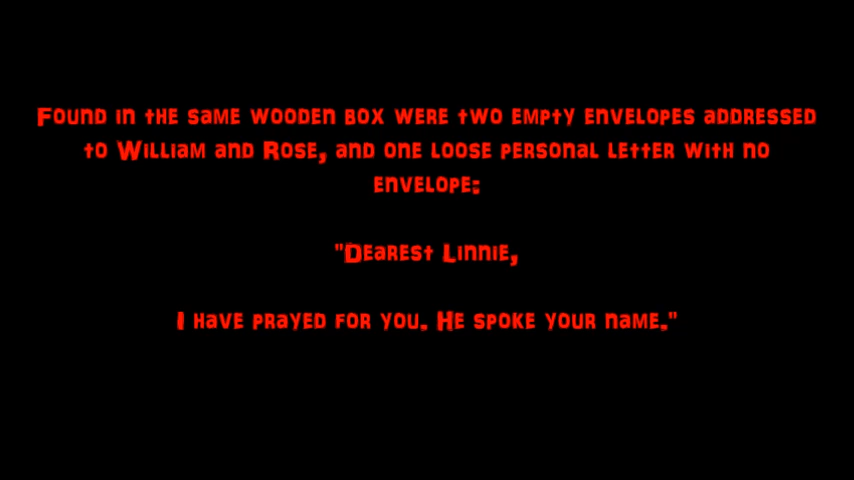 Found in the same wooden box were two empty envelopes addressed
to William and Rose, and one loose personal letter with no
envelope:
"Dearest Linnie,
I have prayed for you. He spoke your name."